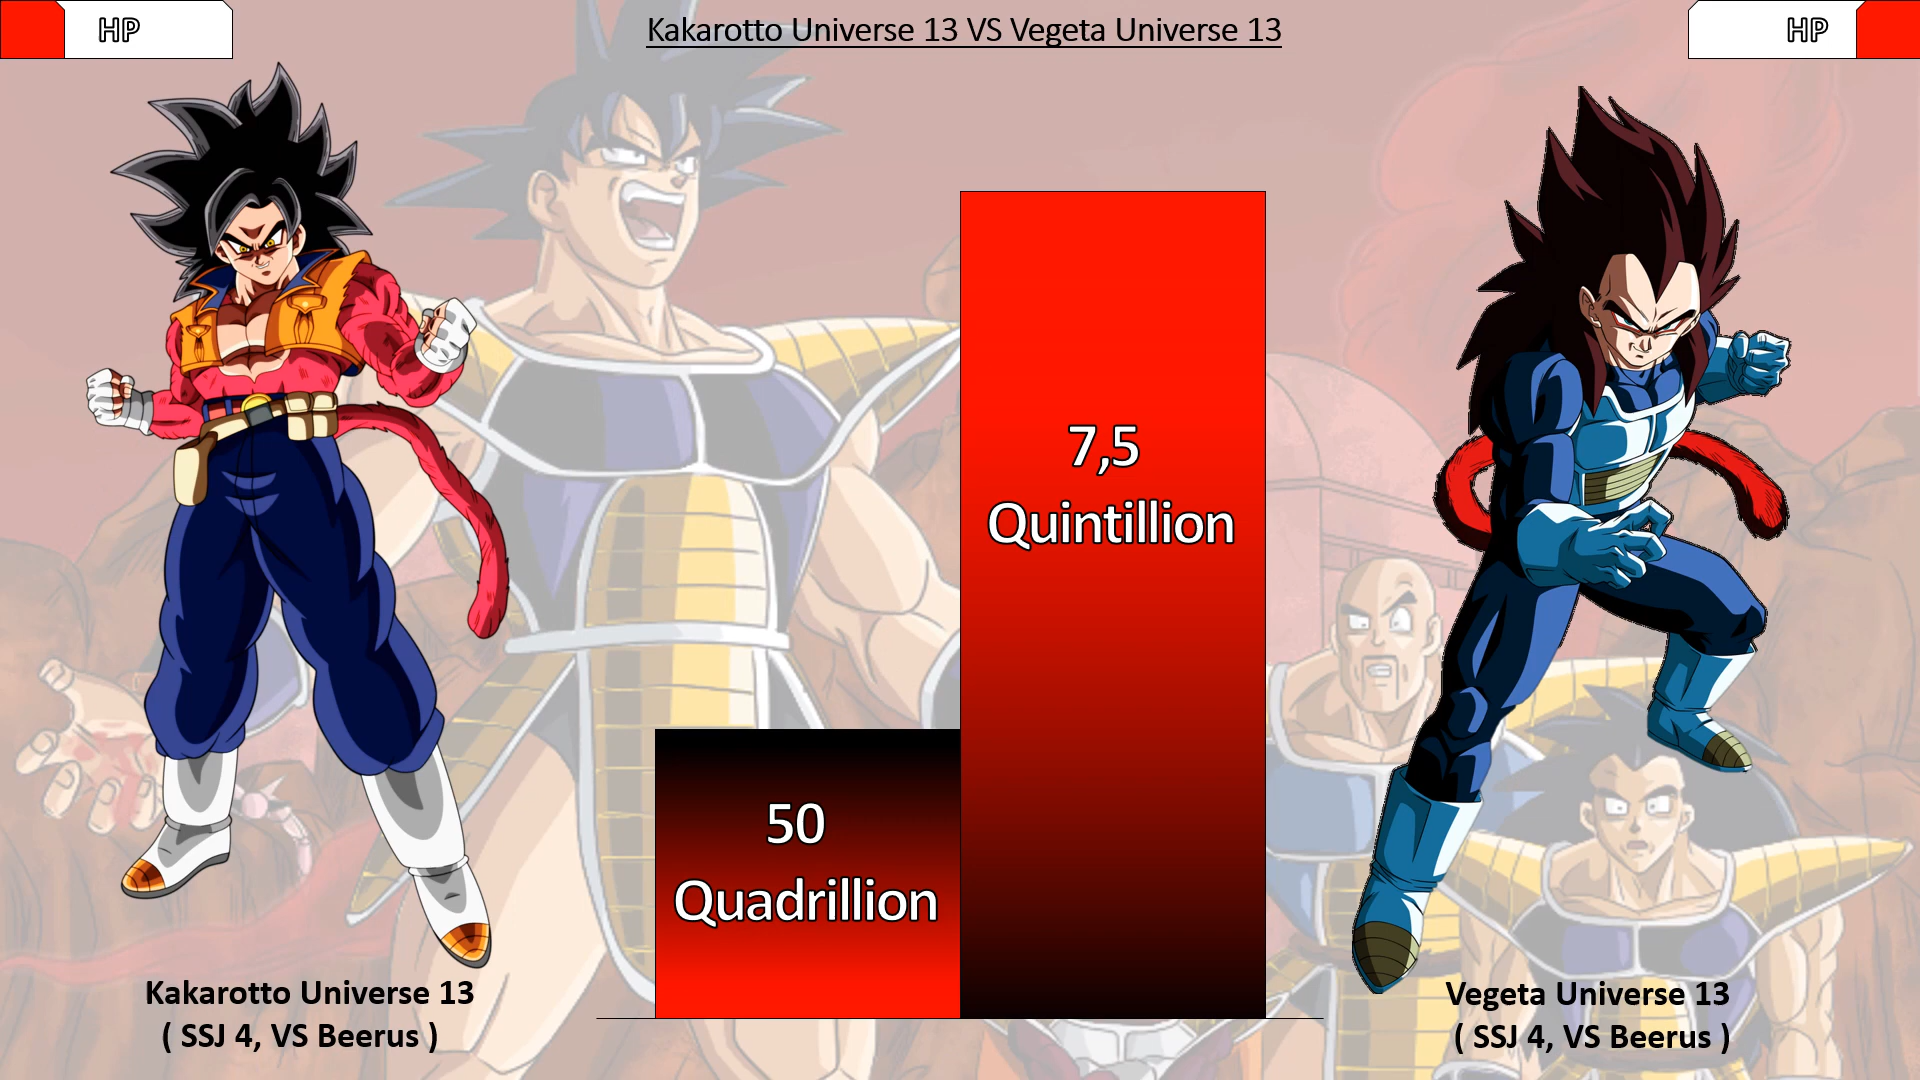 HP
Kakarotto Universe 13 VS Vegeta Universe 13
HP
7,5
Quintillion
50
Quadrillion
Kakarotto Universe 13
( SSJ 4, VS Beerus )
Vegeta Universe 13
( SSJ 4, VS Beerus )